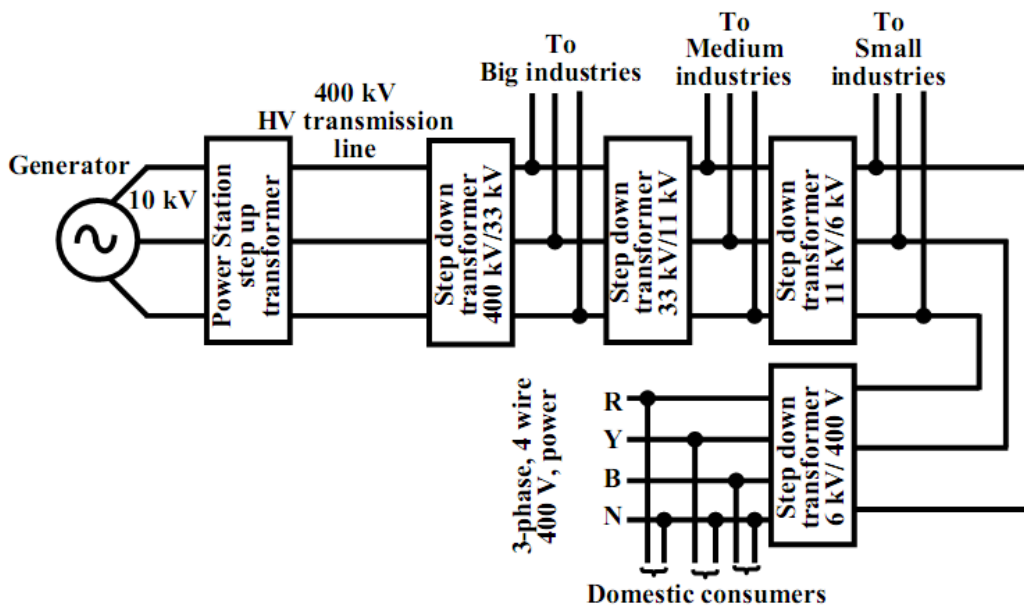 To
Big industries
To
Medium
industries
To
Small
industries
400 kV
HV transmission
line
Generator
10 kV
Power Station
step up
transformer
Step down
transformer
400 kV/33 kV
Step down
transformer
33 kV/11 kV
Step down
transformer
11 kV/6 kV
3-phase, 4 wire
400 V, power
R
Y
B
N
Step down
transformer
6 kV/ 400 V
Domestic consumers